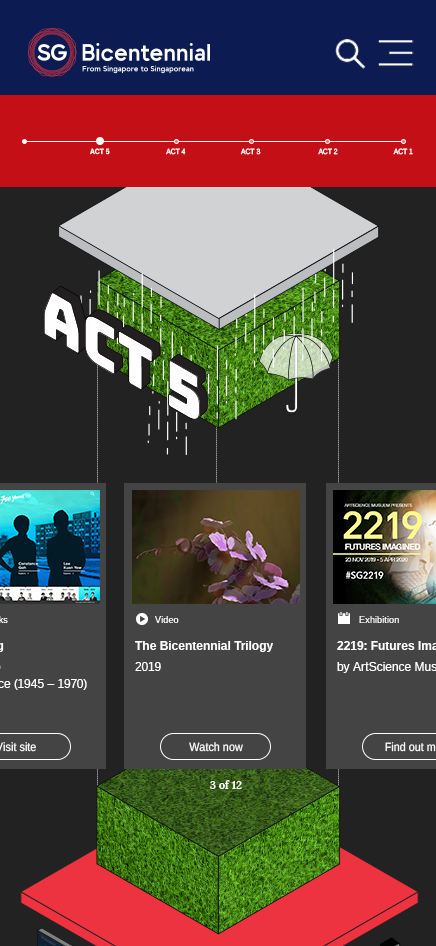 SG Bicentennial
From Singapore to Singaporean
ACT 5 ACT 4 ACT 3 ACT 2 ACT 1
ACT 5
Constance
Goh
Lee
Kuan Yew
ce (1945 – 1970)
Visit site
Video
The Bicentennial Trilogy
2019
Watch now
ARTSCIENCE MUSEUM PRESENTS
2219
FUTURES IMAGINED
23 NOV 2019 - 5 APR 2020
#SG2219
Exhibition
2219: Futures Ima
by ArtScience Mus
Find out m
3 of 12